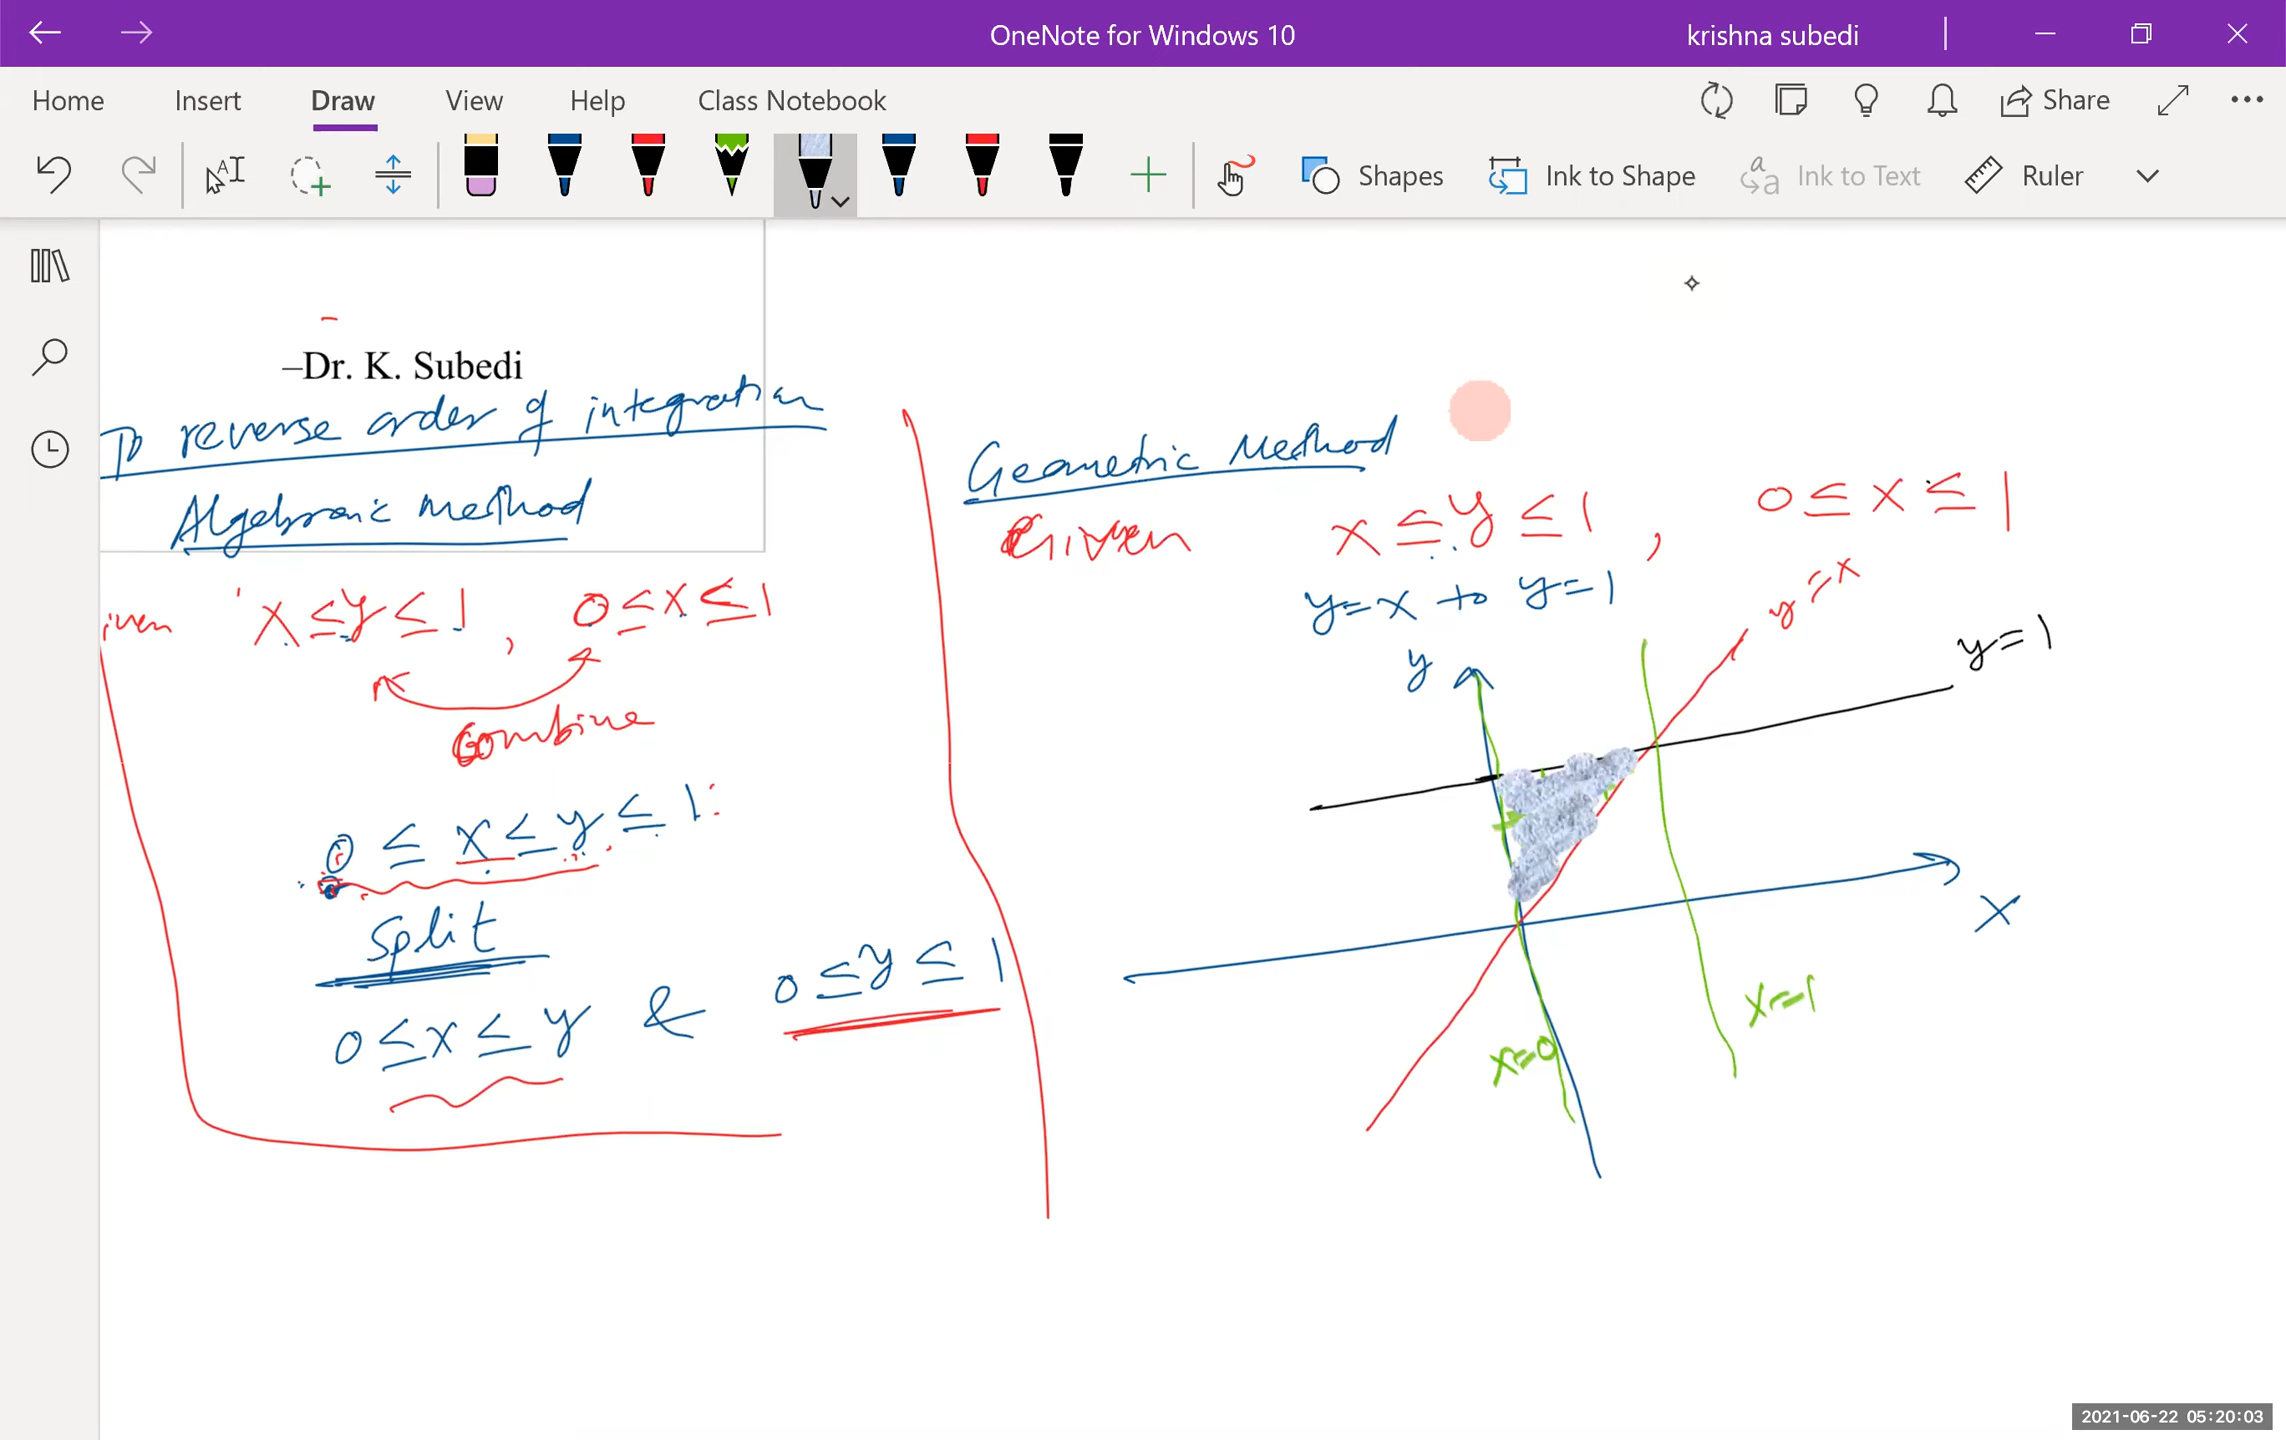 OneNote for Windows 10
krishna subedi
Home Insert Draw View Help Class Notebook
Share
Shapes Ink to Shape Ink to Text Ruler
–Dr. K. Subedi
To reverse order of integration
Algebraic method
iven x ≤ y ≤ 1 , 0 ≤ x ≤ 1
Combine
0 ≤ x ≤ y ≤ 1
Split
0 ≤ x ≤ y & 0 ≤ y ≤ 1
Geometric Method
Given x ≤ y ≤ 1 , 0 ≤ x ≤ 1
y=x to y=1
y=x
y=1
y
x
x=1
x=0
2021-06-22 05:20:03